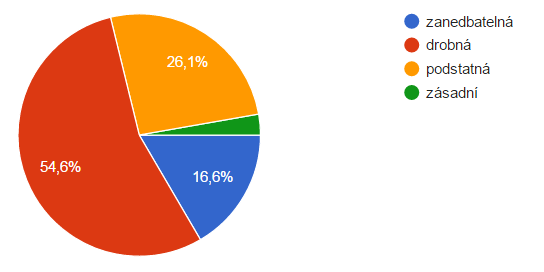 zanedbatelná
drobná
podstatná
zásadní
26,1%
54,6%
16,6%